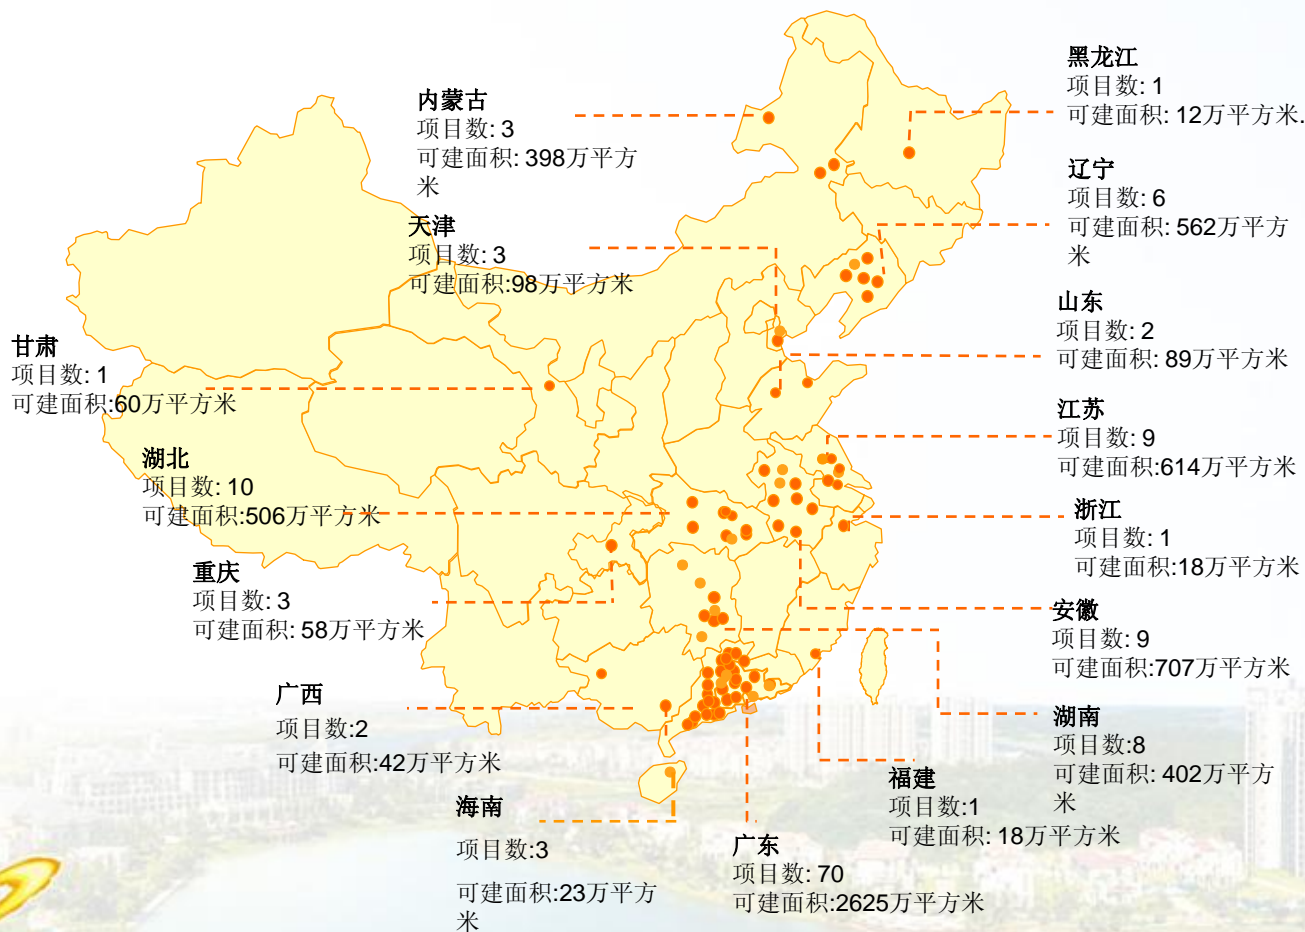 黑龙江
项目数: 1
可建面积: 12万平方米.
内蒙古
项目数: 3
可建面积: 398万平方
米
辽宁
项目数: 6
可建面积: 562万平方
米
天津
项目数: 3
可建面积:98万平方米
山东
项目数: 2
可建面积: 89万平方米
甘肃
项目数: 1
可建面积:60万平方米
江苏
项目数: 9
可建面积:614万平方米
湖北
项目数: 10
可建面积:506万平方米
浙江
项目数: 1
可建面积:18万平方米
重庆
项目数: 3
可建面积: 58万平方米
安徽
项目数: 9
可建面积:707万平方米
广西
项目数:2
可建面积:42万平方米
湖南
项目数:8
可建面积: 402万平方
米
福建
项目数:1
可建面积: 18万平方米
海南
项目数:3
可建面积:23万平方
米
广东
项目数: 70
可建面积:2625万平方米